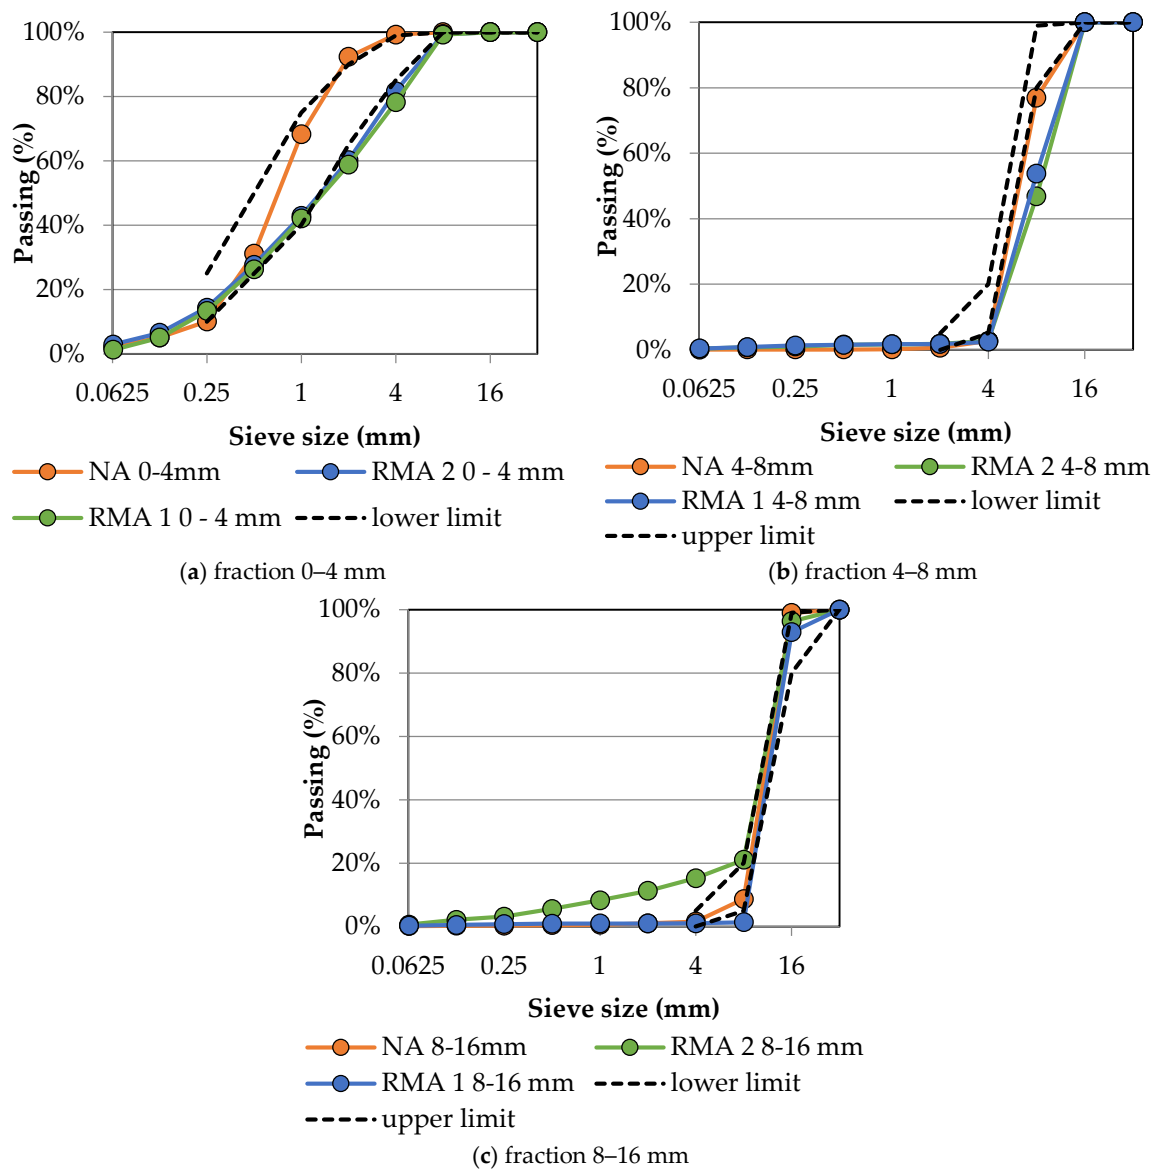 100%
80%
60%
40%
20%
0%
Passing (%)
0.0625 0.25 1 4 16
Sieve size (mm)
NA 0-4mm RMA 2 0 - 4 mm
RMA 1 0 - 4 mm lower limit
(a) fraction 0–4 mm
100%
80%
60%
40%
20%
0%
Passing (%)
0.0625 0.25 1 4 16
Sieve size (mm)
NA 4-8mm RMA 2 4-8 mm
RMA 1 4-8 mm lower limit
upper limit
(b) fraction 4–8 mm
100%
80%
60%
40%
20%
0%
Passing (%)
0.0625 0.25 1 4 16
Sieve size (mm)
NA 8-16mm RMA 2 8-16 mm
RMA 1 8-16 mm lower limit
upper limit
(c) fraction 8–16 mm